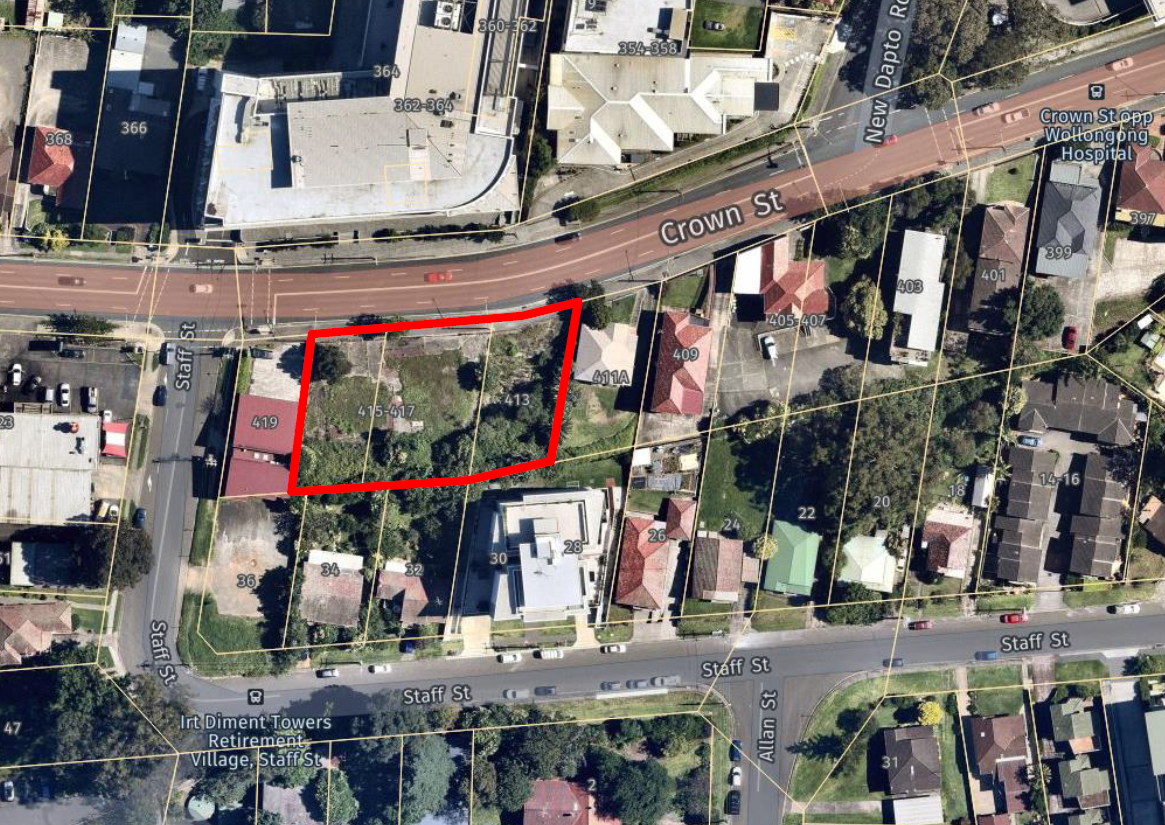 360-362
354-358
364
362-364
366
368
New Dapto Rd
Crown St opp
Wollongong
Hospital
Crown St
397
399
401
403
405-407
409
411A
413
415-417
419
Staff St
23
14-16
18
20
22
24
26
28
30
32
34
36
51
Staff St
Staff St
Staff St
Staff St
Irt Diment Towers
Retirement
Village, Staff St
Allan St
47
31
2